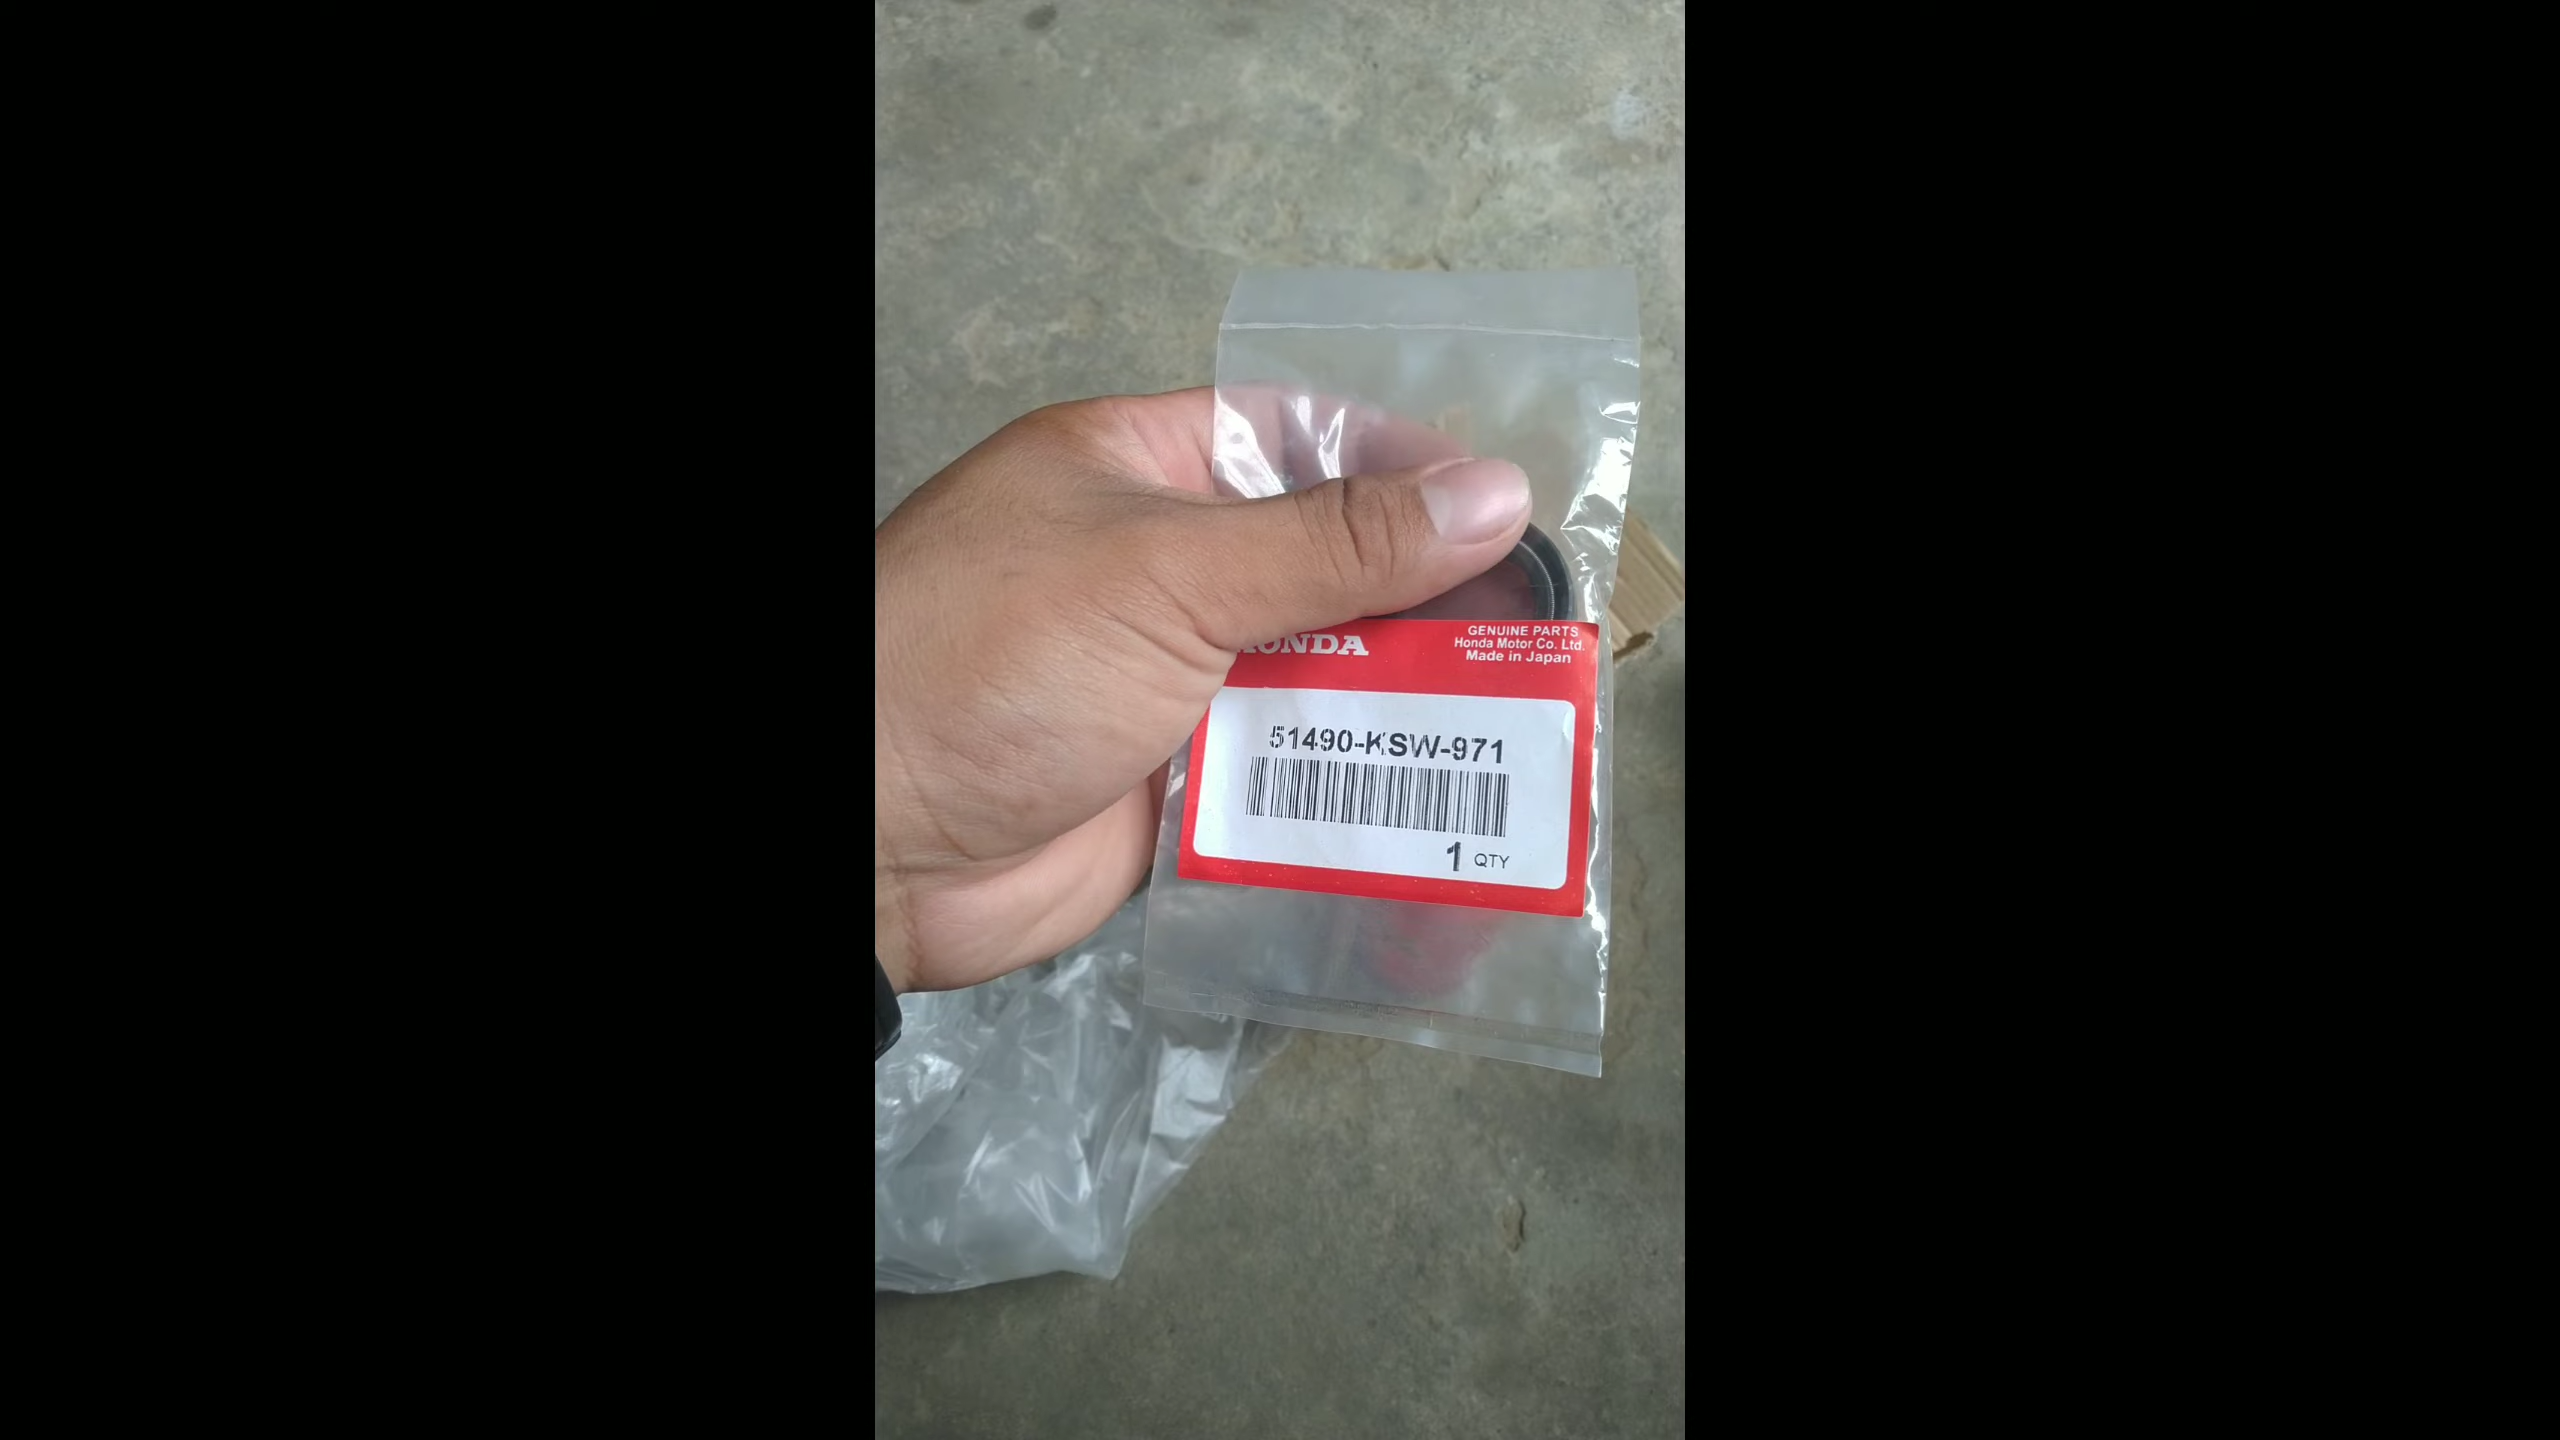 HONDA
GENUINE PARTS
Honda Motor Co. Ltd.
Made in Japan
51490-KSW-971
1 QTY